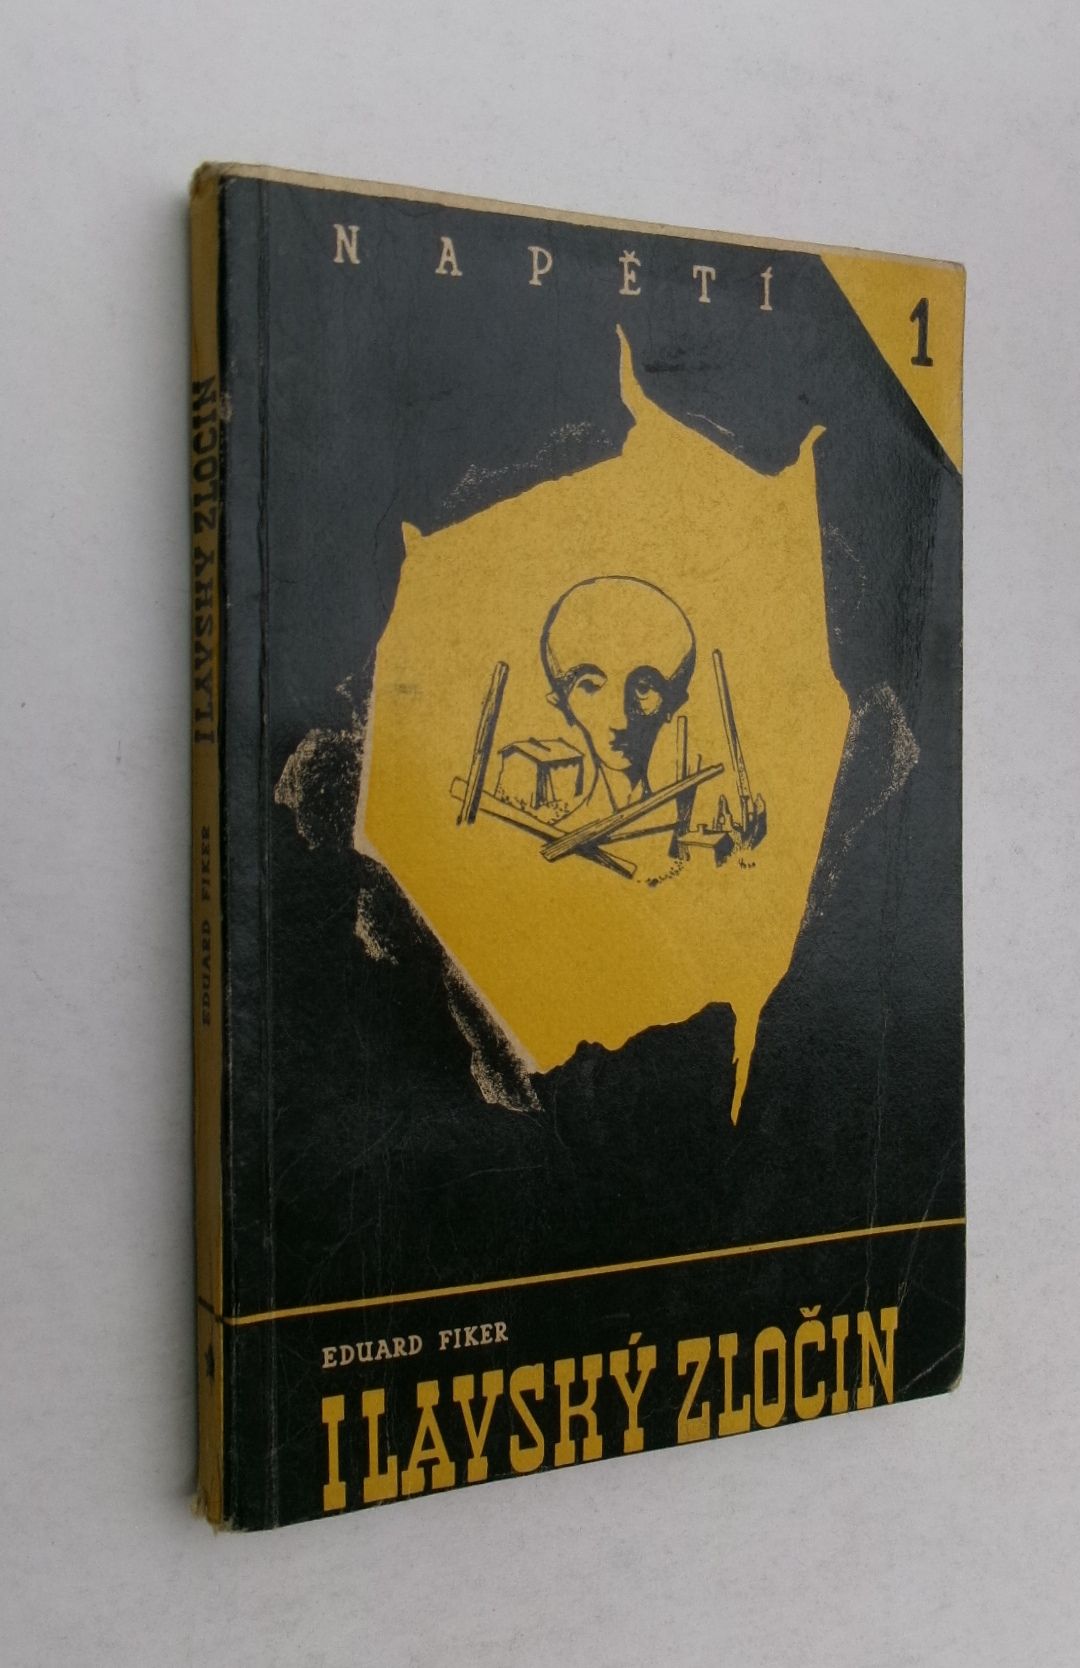 NAPĚTÍ
1
EDUARD FIKER
ILAVSKÝ ZLOČIN
EDUARD FIKER ILAVSKÝ ZLOČIN